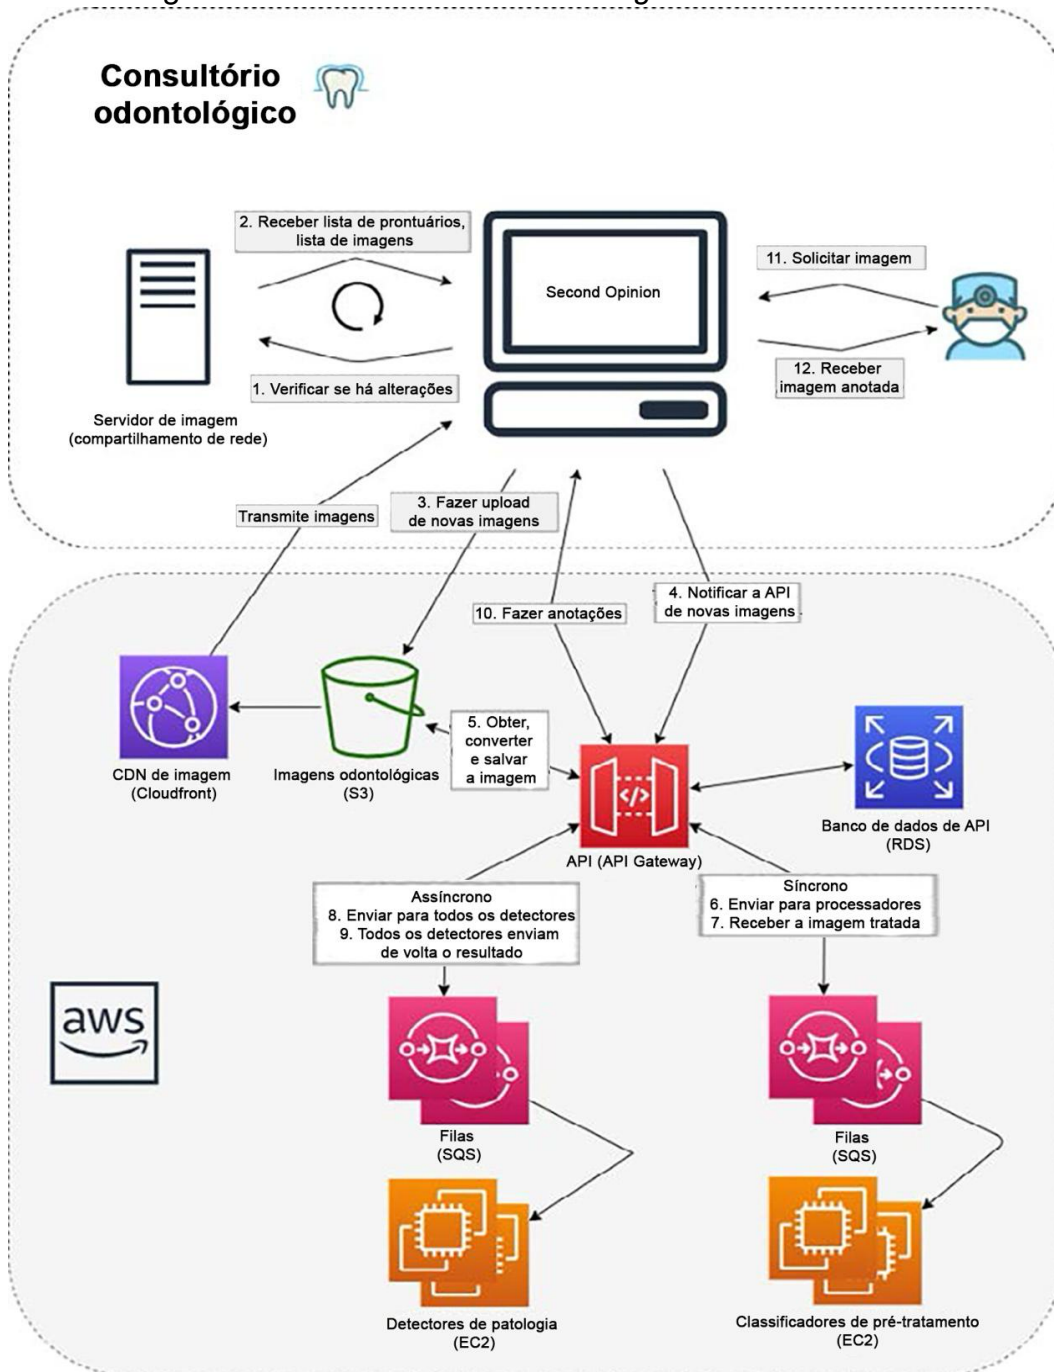 Consultório
odontológico
2. Receber lista de prontuários,
lista de imagens
Second Opinion
11. Solicitar imagem
1. Verificar se há alterações
12. Receber
imagem anotada
Servidor de imagem
(compartilhamento de rede)
Transmite imagens
3. Fazer upload
de novas imagens
10. Fazer anotações
4. Notificar a API
de novas imagens
CDN de imagem
(Cloudfront)
Imagens odontológicas
(S3)
5. Obter,
converter
e salvar
a imagem
</>
API (API Gateway)
Banco de dados de API
(RDS)
Assíncrono
8. Enviar para todos os detectores
9. Todos os detectores enviam
de volta o resultado
Síncrono
6. Enviar para processadores
7. Receber a imagem tratada
aws
Filas
(SQS)
Filas
(SQS)
Detectores de patologia
(EC2)
Classificadores de pré-tratamento
(EC2)